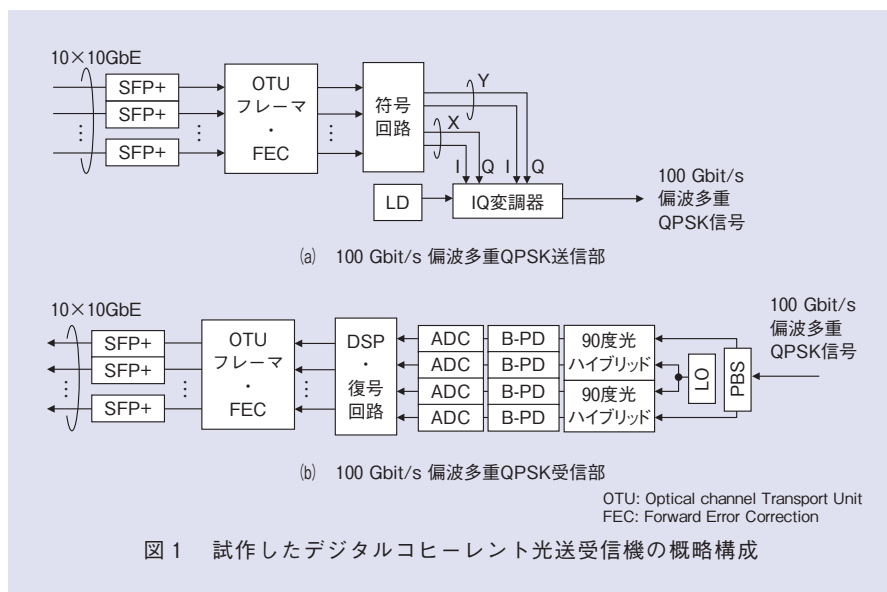 10×10GbE
SFP+
SFP+
⋮
SFP+
⋮
OTU
フレーマ
・
FEC
⋮
符号
回路
Y
X
I Q I Q
LD
IQ変調器
100 Gbit/s
偏波多重
QPSK信号
(a) 100 Gbit/s 偏波多重QPSK送信部
10×10GbE
SFP+
SFP+
⋮
SFP+
⋮
OTU
フレーマ
・
FEC
⋮
DSP
・
復号
回路
ADC
ADC
ADC
ADC
B-PD
B-PD
B-PD
B-PD
90度光
ハイブリッド
90度光
ハイブリッド
LO
PBS
100 Gbit/s
偏波多重
QPSK信号
(b) 100 Gbit/s 偏波多重QPSK受信部
OTU: Optical channel Transport Unit
FEC: Forward Error Correction
図1 試作したデジタルコヒーレント光送受信機の概略構成